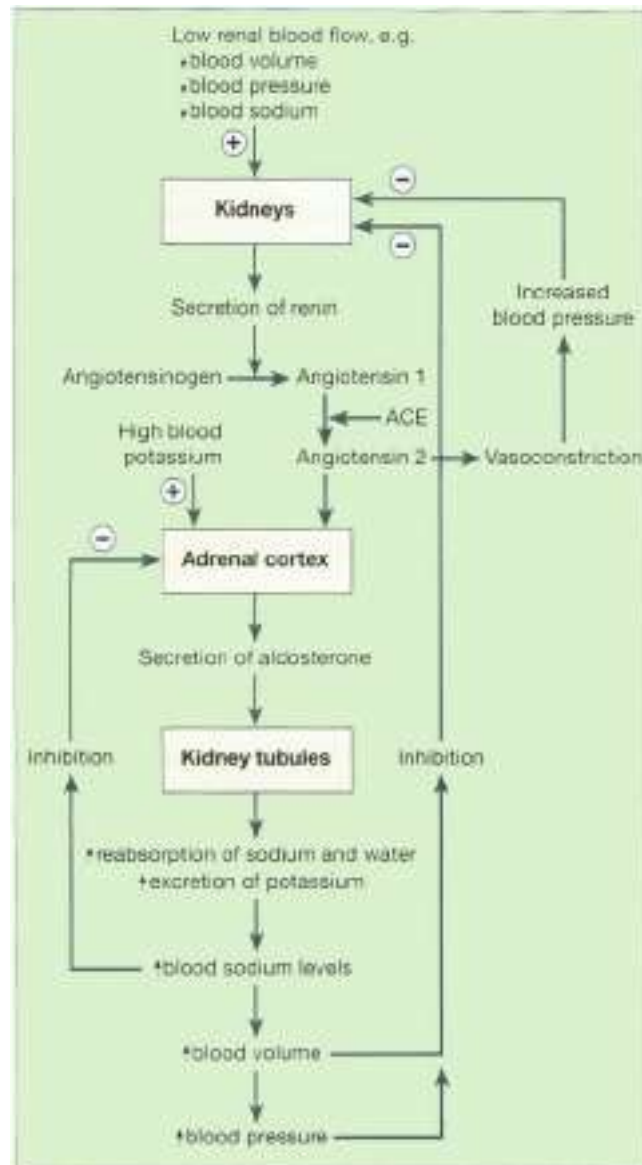 Low renal blood flow, e.g.
↓blood volume
↓blood pressure
↓blood sodium
+
−
Kidneys
−
Secretion of renin
Increased
blood pressure
Angiotensinogen
Angiotensin 1
ACE
High blood
potassium
Angiotensin 2
Vasoconstriction
+
−
Adrenal cortex
Secretion of aldosterone
Kidney tubules
Inhibition
Inhibition
↑reabsorption of sodium and water
↑excretion of potassium
↑blood sodium levels
↑blood volume
↑blood pressure